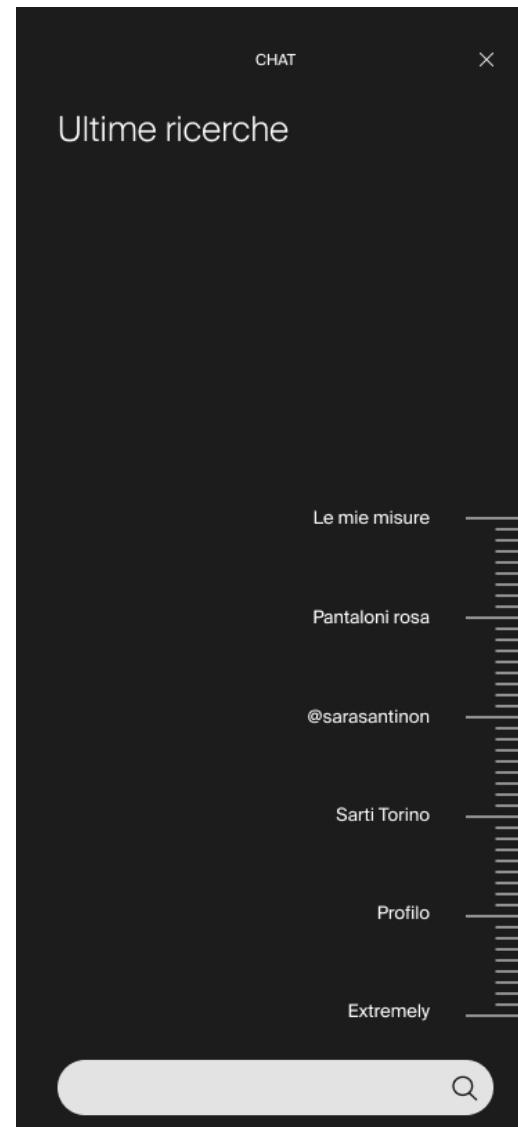 CHAT
Ultime ricerche
Le mie misure
Pantaloni rosa
@sarasantinon
Sarti Torino
Profilo
Extremely